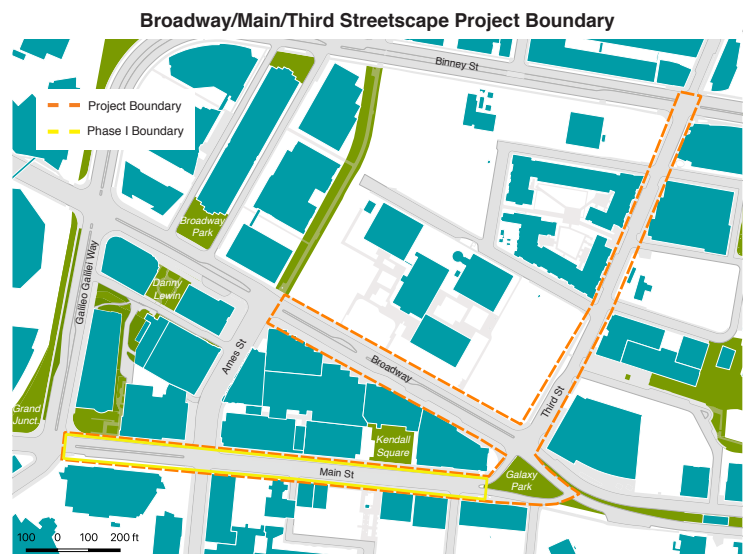 Broadway/Main/Third Streetscape Project Boundary
Binney St
Project Boundary
Phase I Boundary
Broadway
Park
Galileo Galilei Way
Danny
Lewin
Ames St
Broadway
Third St
Grand
Junct.
Kendall
Square
Main St
Galaxy
Park
100 0 100 200 ft